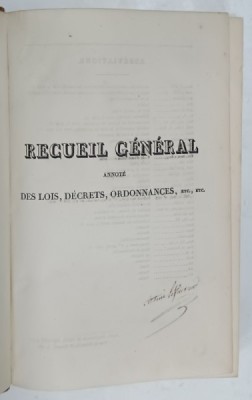 RECUEIL GÉNÉRAL
ANNOTÉ
DES LOIS, DÉCRETS, ORDONNANCES, ETC., ETC.